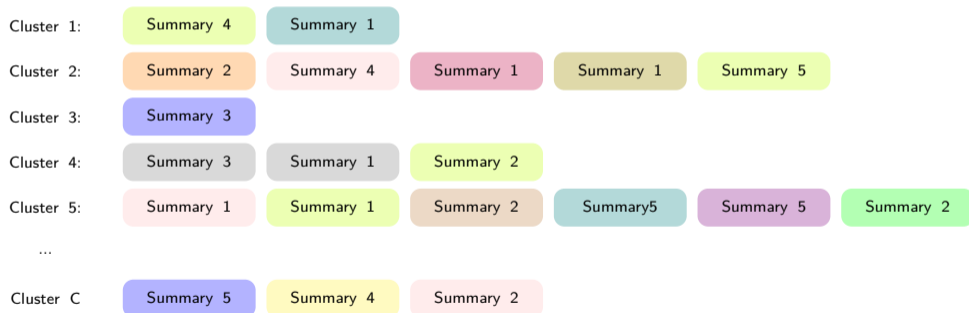 Cluster 1: Summary 4 Summary 1
Cluster 2: Summary 2 Summary 4 Summary 1 Summary 1 Summary 5
Cluster 3: Summary 3
Cluster 4: Summary 3 Summary 1 Summary 2
Cluster 5: Summary 1 Summary 1 Summary 2 Summary5 Summary 5 Summary 2
...
Cluster C Summary 5 Summary 4 Summary 2